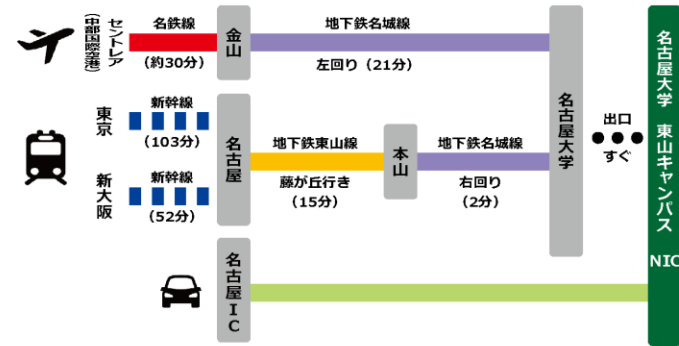 セントレア
(中部国際空港)
名鉄線
(約30分)
金山
地下鉄名城線
左回り(21分)
東京
新幹線
(103分)
新大阪
新幹線
(52分)
名古屋
地下鉄東山線
藤が丘行き
(15分)
本山
地下鉄名城線
右回り
(2分)
名古屋大学
出口
すぐ
名古屋大学 東山キャンパス
NIC
名古屋IC